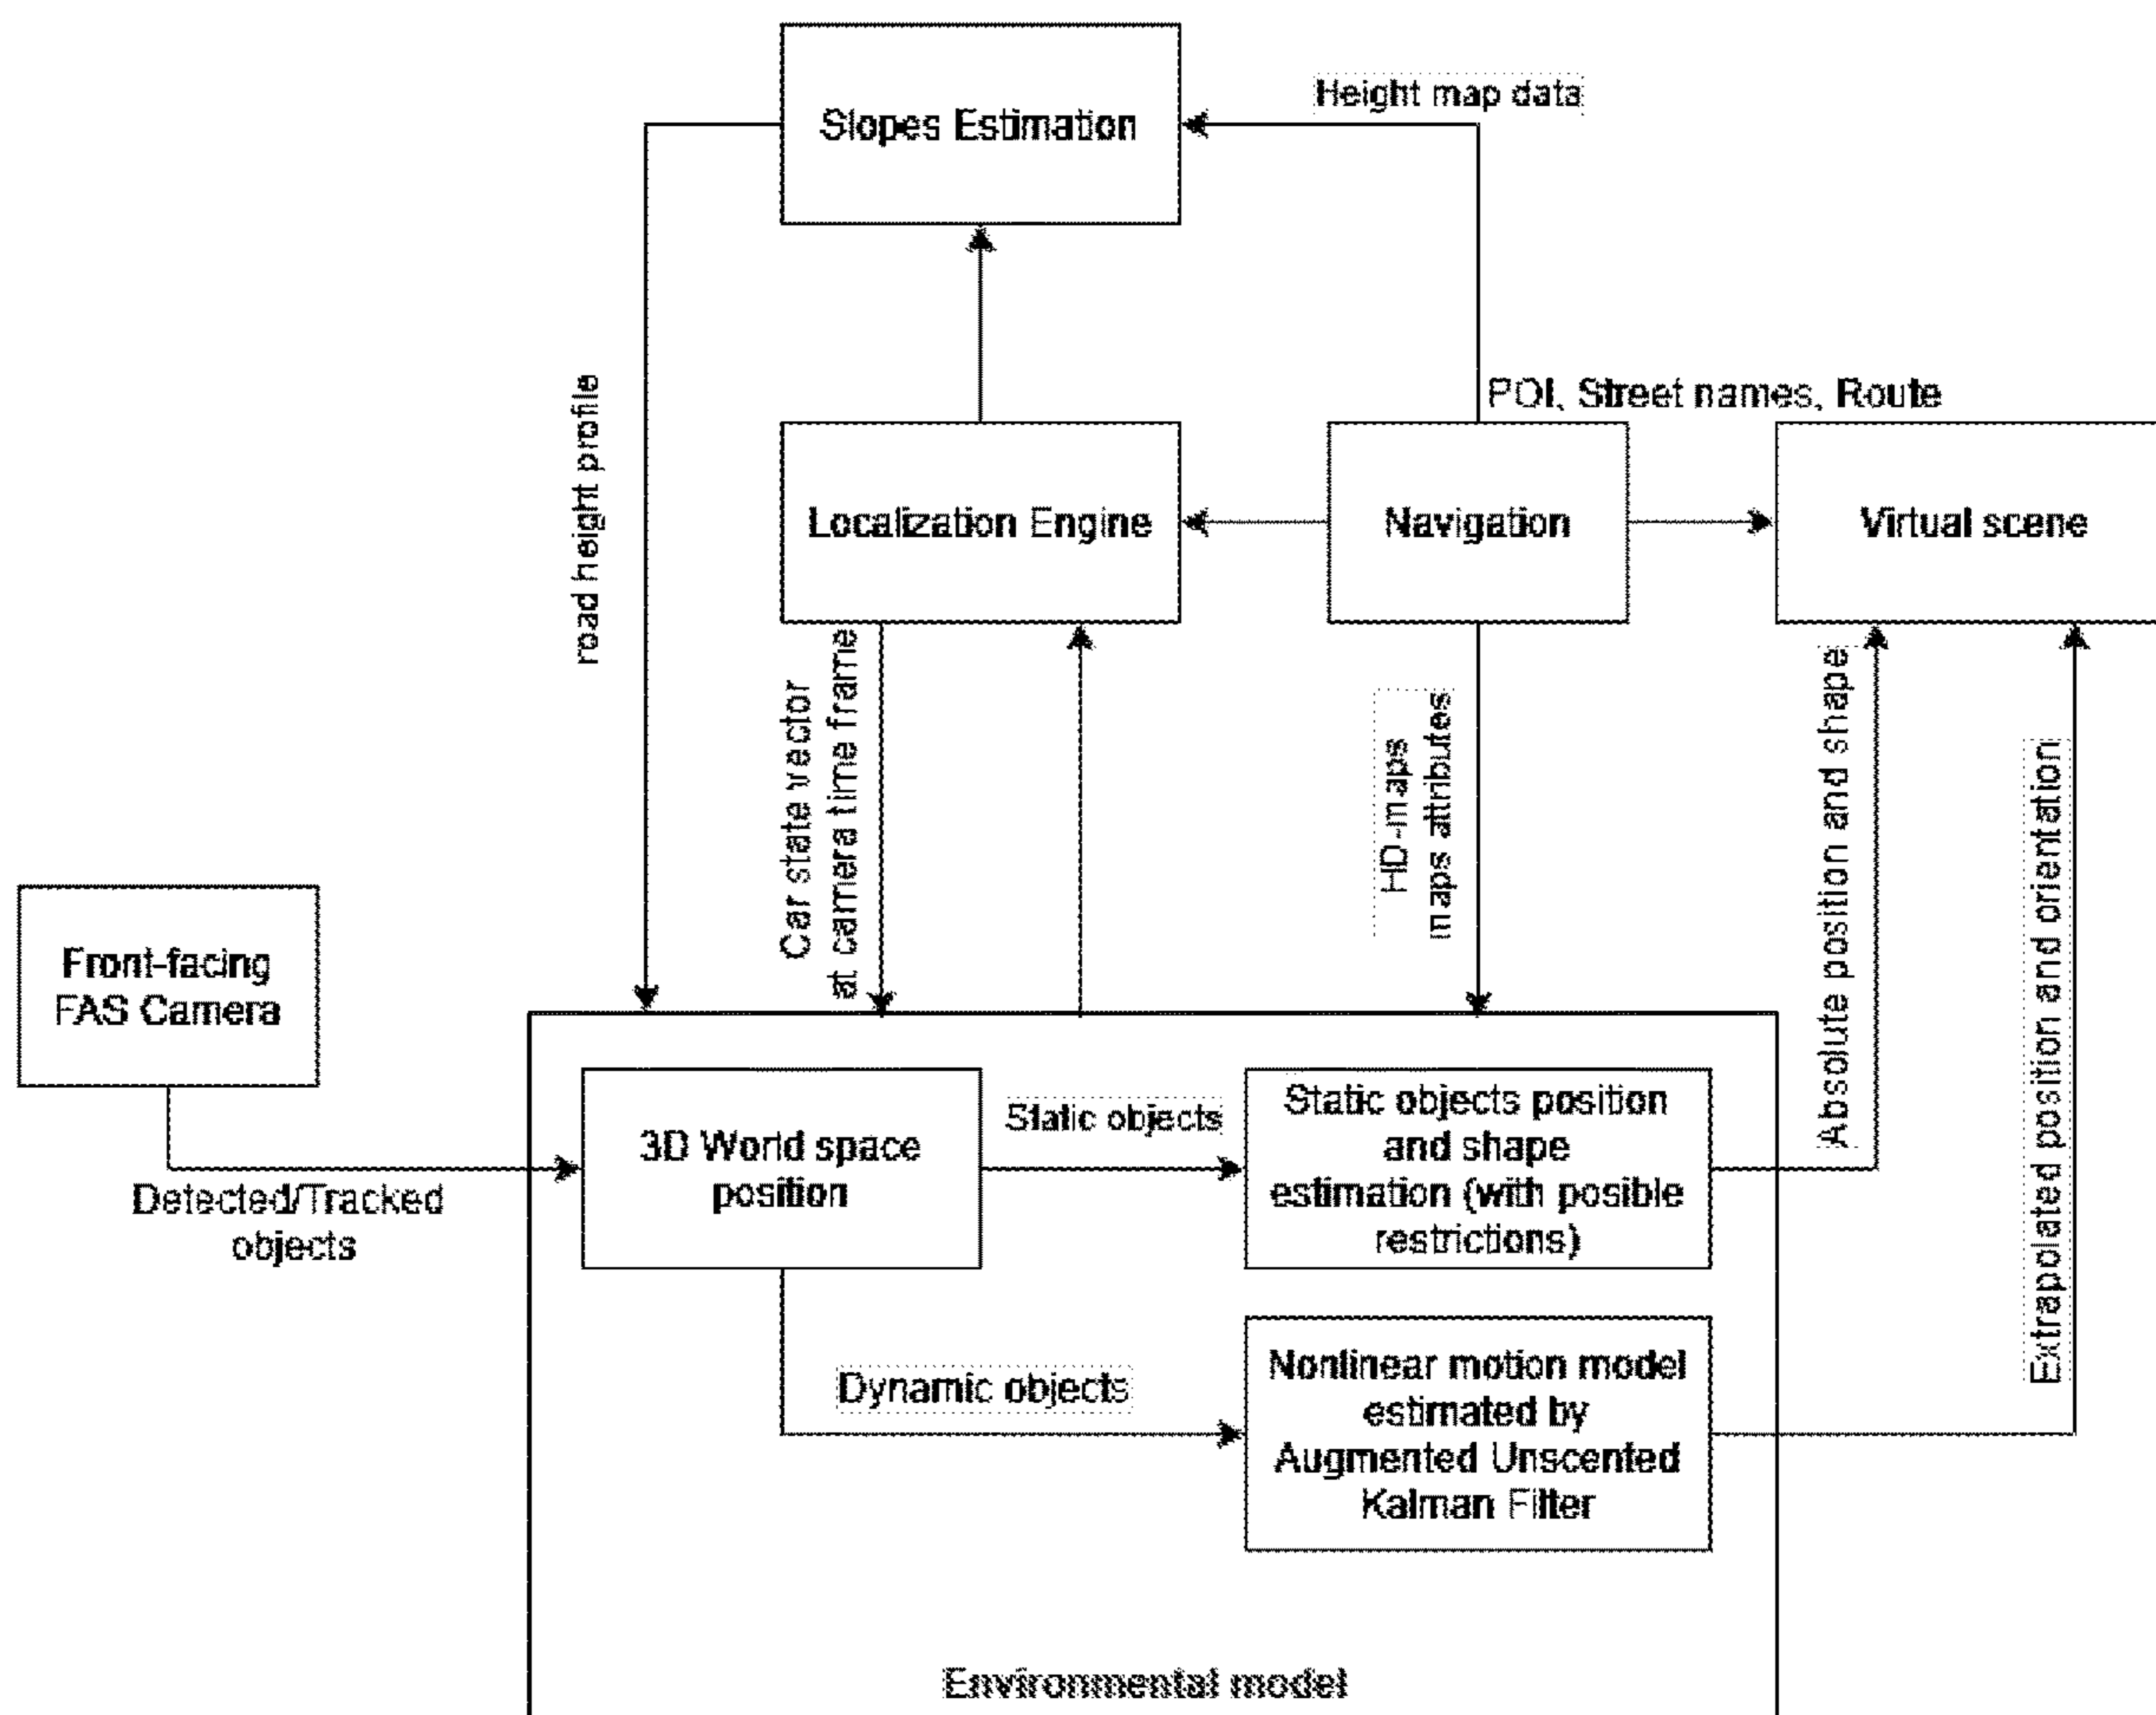 Height map data
Slopes Estimation
road height profile
POI, Street names, Route
Localization Engine
Navigation
Virtual scene
Car state vector
at camera time frame
HD-maps
maps attributes
Absolute position and shape
Extrapolated position and orientation
Front-facing
FAS Camera
Detected/Tracked
objects
3D World space
position
Static objects
Static objects position
and shape
estimation (with posible
restrictions)
Dynamic objects
Nonlinear motion model
estimated by
Augmented Unscented
Kalman Filter
Environmental model